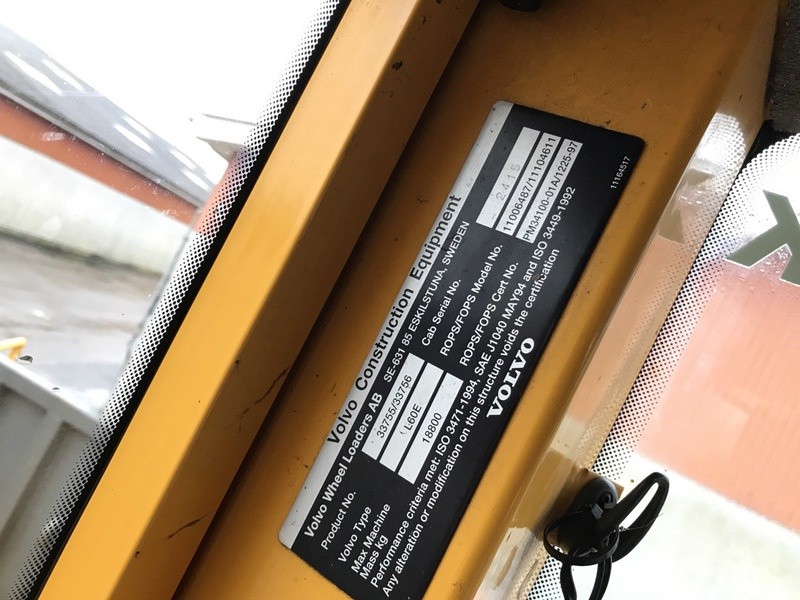 Volvo Construction Equipment
Volvo Wheel Loaders AB SE-631 85 ESKILSTUNA, SWEDEN
Product No. 33755/33756 Cab Serial No. 2415
Volvo Type L60E ROPS/FOPS Model No. 11006487/11104611
Max Machine Mass kg 18800 ROPS/FOPS Cert No. PM34100-01A/1225-97
Performance criteria met: ISO 3471-1994, SAE J1040 MAY94 and ISO 3449-1992
Any alteration or modification on this structure voids the certification
VOLVO
11164517